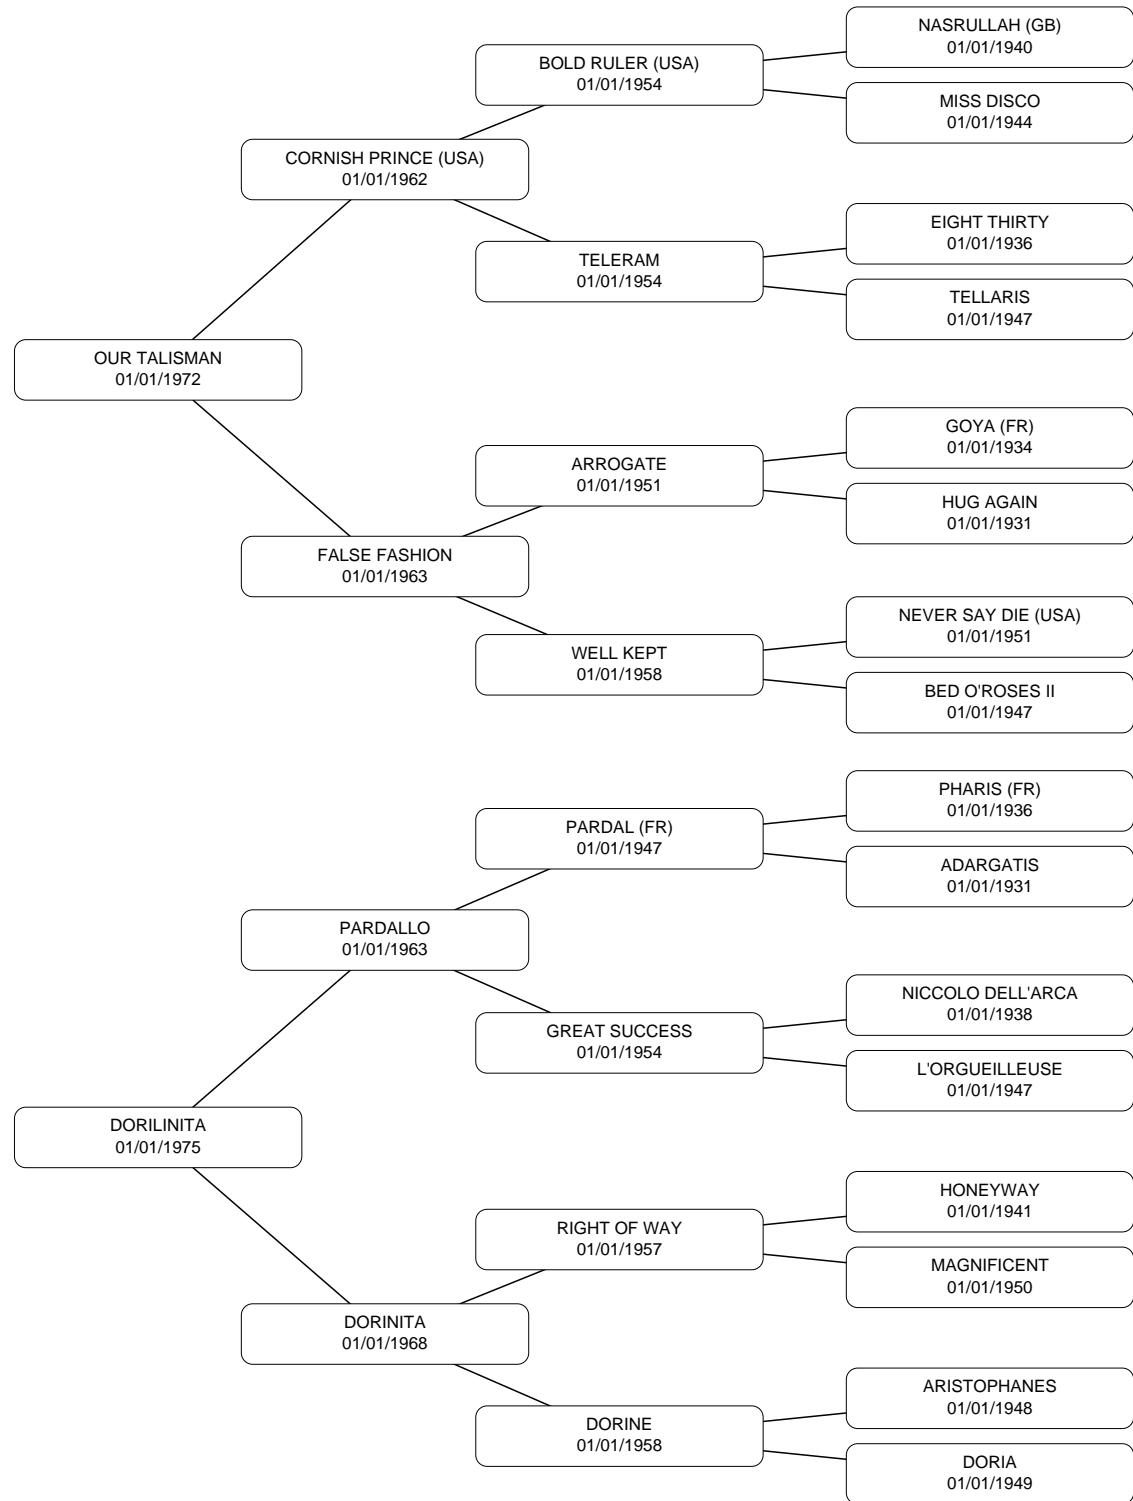 NASRULLAH (GB)
01/01/1940
BOLD RULER (USA)
01/01/1954
MISS DISCO
01/01/1944
CORNISH PRINCE (USA)
01/01/1962
EIGHT THIRTY
01/01/1936
TELERAM
01/01/1954
TELLARIS
01/01/1947
OUR TALISMAN
01/01/1972
GOYA (FR)
01/01/1934
ARROGATE
01/01/1951
HUG AGAIN
01/01/1931
FALSE FASHION
01/01/1963
NEVER SAY DIE (USA)
01/01/1951
WELL KEPT
01/01/1958
BED O'ROSES II
01/01/1947
PHARIS (FR)
01/01/1936
PARDAL (FR)
01/01/1947
ADARGATIS
01/01/1931
PARDALLO
01/01/1963
NICCOLO DELL'ARCA
01/01/1938
GREAT SUCCESS
01/01/1954
L'ORGUEILLEUSE
01/01/1947
DORILINITA
01/01/1975
HONEYWAY
01/01/1941
RIGHT OF WAY
01/01/1957
MAGNIFICENT
01/01/1950
DORINITA
01/01/1968
ARISTOPHANES
01/01/1948
DORINE
01/01/1958
DORIA
01/01/1949